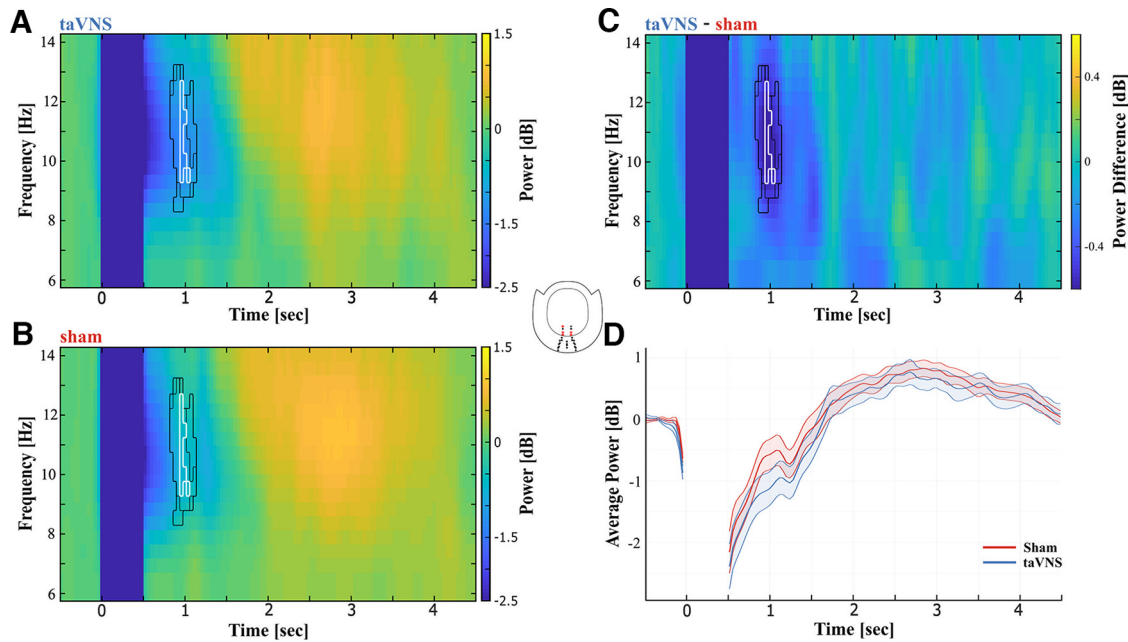 A
taVNS
14
12
10
8
6
Frequency [Hz]
0 1 2 3 4
Time [sec]
1.5
0
-1.5
-2.5
Power [dB]
B
sham
14
12
10
8
6
Frequency [Hz]
0 1 2 3 4
Time [sec]
1.5
0
-1.5
-2.5
Power [dB]
C
taVNS - sham
14
12
10
8
6
Frequency [Hz]
0 1 2 3 4
Time [sec]
0.4
0
-0.4
Power Difference [dB]
D
1
0
-1
-2
Average Power [dB]
0 1 2 3 4
Time [sec]
Sham
taVNS